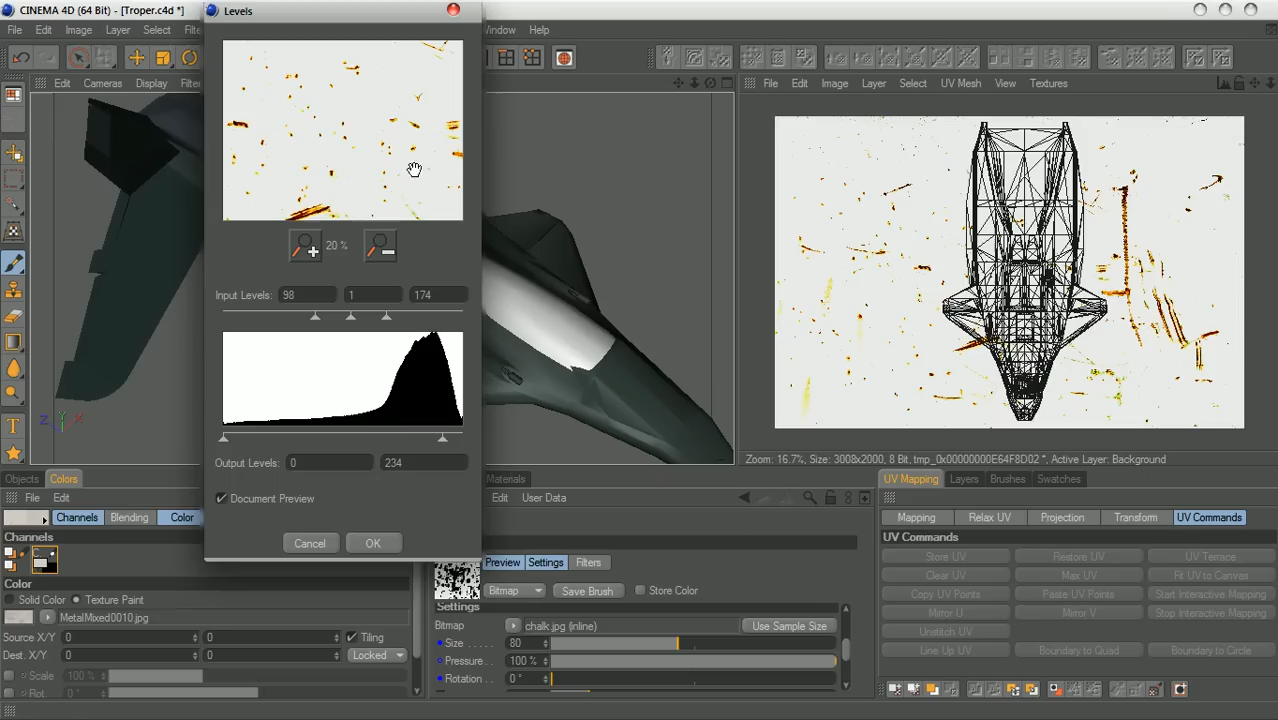 CINEMA 4D (64 Bit) - [Troper.c4d *]
Levels
File Edit Image Layer Select Filt
Window Help
Edit Cameras Display Filter
File Edit Image Layer Select UV Mesh View Textures
20 %
Input Levels: 98 1 174
Output Levels: 0 234
Document Preview
Cancel OK
Z Y X
Zoom: 16.7%, Size: 3008x2000, 8 Bit, tmp_0x00000000E64F8D02 *, Active Layer: Background
Objects Colors
Materials
UV Mapping Layers Brushes Swatches
File Edit
Edit User Data
Channels Blending Color
Mapping Relax UV Projection Transform UV Commands
Channels
UV Commands
Store UV Restore UV UV Terrace
Clear UV Max UV Fit UV to Canvas
Copy UV Points Paste UV Points Start Interactive Mapping
Mirror U Mirror V Stop Interactive Mapping
Unstitch UV
Line Up UV Boundary to Quad Boundary to Circle
Preview Settings Filters
Bitmap Save Brush Store Color
Color
Solid Color Texture Paint
MetalMixed0010.jpg
Source X/Y 0 0 Tiling
Dest. X/Y 0 0 Locked
Scale 100 %
Rot. 0 °
Settings
Bitmap chalk.jpg (inline) Use Sample Size
Size 80
Pressure 100 %
Rotation 0 °